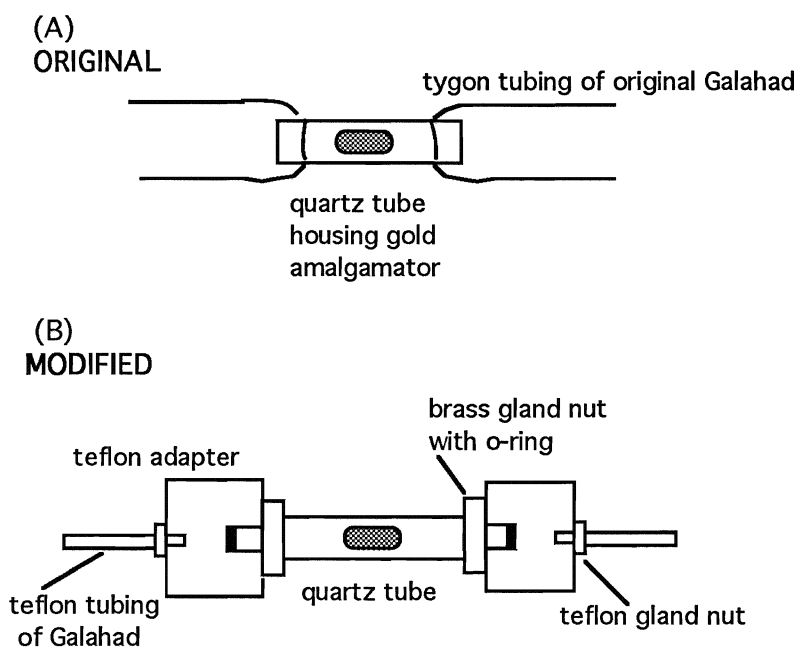 (A)
ORIGINAL
tygon tubing of original Galahad
quartz tube
housing gold
amalgamator
(B)
MODIFIED
brass gland nut
with o-ring
teflon adapter
quartz tube
teflon tubing
of Galahad
teflon gland nut